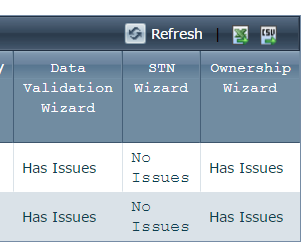 Refresh | CSV
y Data STN Ownership
Validation Wizard Wizard
Wizard
Has Issues No Issues Has Issues
Has Issues No Issues Has Issues